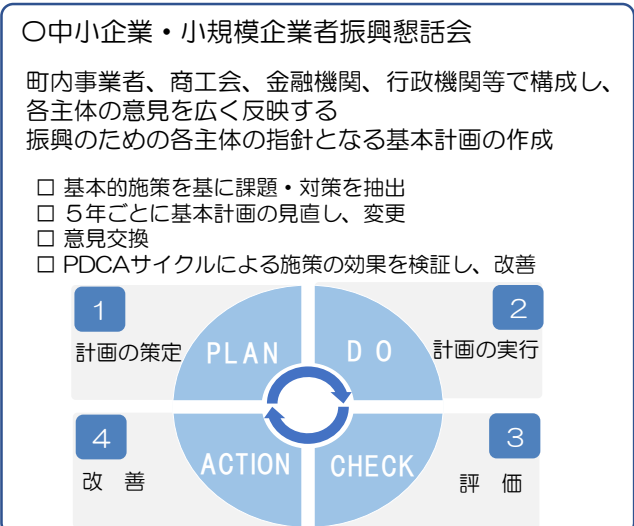 〇中小企業・小規模企業者振興懇話会
町内事業者、商工会、金融機関、行政機関等で構成し、
各主体の意見を広く反映する
振興のための各主体の指針となる基本計画の作成
□ 基本的施策を基に課題・対策を抽出
□ ５年ごとに基本計画の見直し、変更
□ 意見交換
□ PDCAサイクルによる施策の効果を検証し、改善
1
計画の策定
PLAN
DO
2
計画の実行
4
改 善
ACTION
CHECK
3
評 価